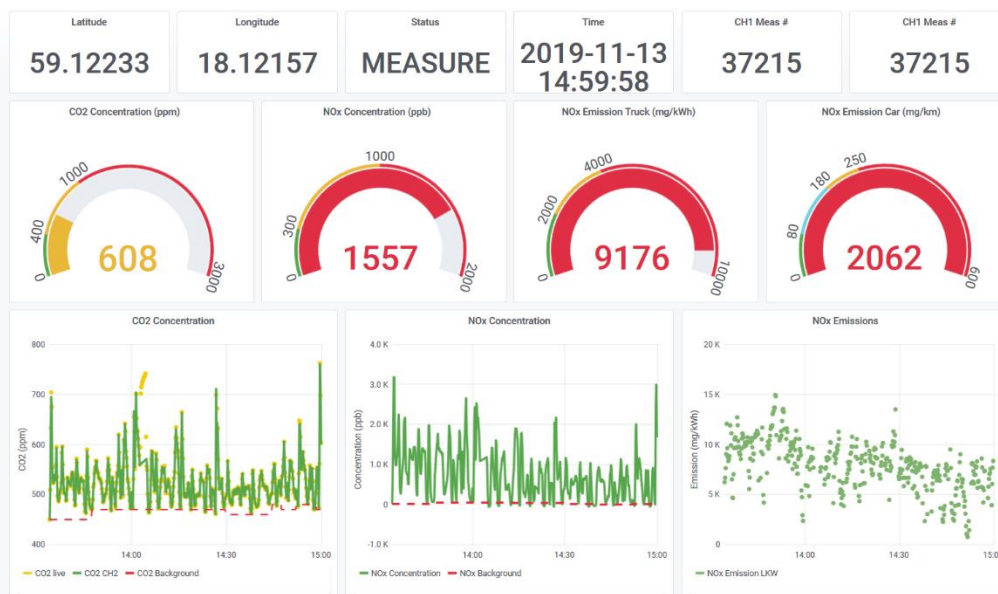 Latitude
59.12233
Longitude
18.12157
Status
MEASURE
Time
2019-11-13
14:59:58
CH1 Meas #
37215
CH1 Meas #
37215
CO2 Concentration (ppm)
0
400
1000
3000
608
NOx Concentration (ppb)
0
300
1000
2000
1557
NOx Emission Truck (mg/kWh)
0
2000
4000
10000
9176
NOx Emission Car (mg/km)
0
80
180
250
600
2062
CO2 Concentration
CO2 (ppm)
800
700
600
500
400
14:00
14:30
15:00
CO2 live
CO2 CH2
CO2 Background
NOx Concentration
Concentration (ppb)
4.0 K
3.0 K
2.0 K
1.0 K
0
-1.0 K
14:00
14:30
15:00
NOx Concentration
NOx Background
NOx Emissions
Emission (mg/kWh)
20 K
15 K
10 K
5 K
0
14:00
14:30
15:0
NOx Emission LKW